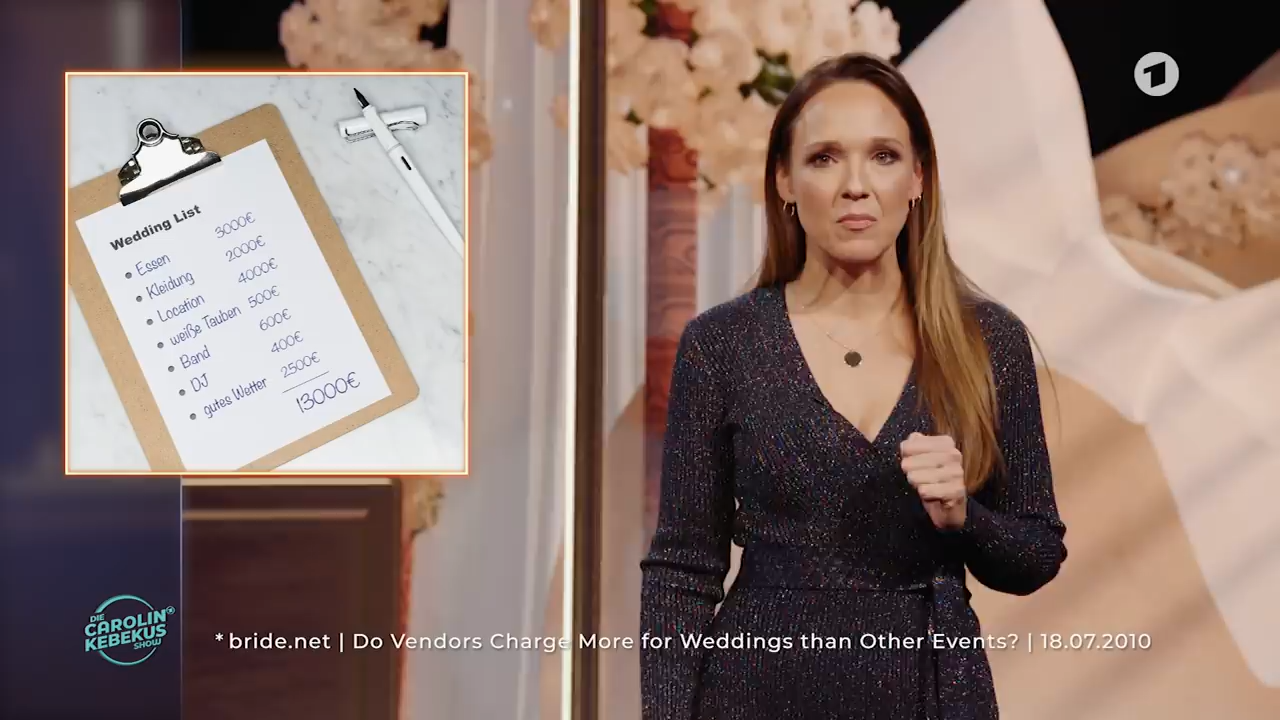 Wedding List
Essen 3000€
Kleidung 2000€
Location 4000€
weiße Tauben 500€
Band 600€
DJ 400€
gutes Wetter 2500€
13000€
1
DIE
CAROLIN
KEBEKUS
SHOW
* bride.net | Do Vendors Charge More for Weddings than Other Events? | 18.07.2010